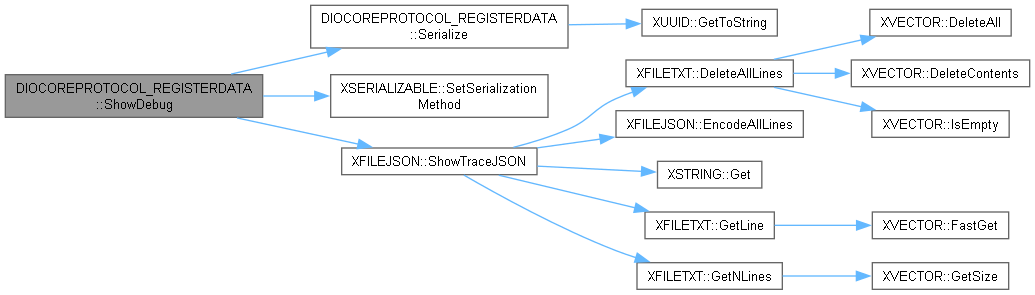 DIOCOREPROTOCOL_REGISTERDATA
::ShowDebug
DIOCOREPROTOCOL_REGISTERDATA
::Serialize
XUUID::GetToString
XSERIALIZABLE::SetSerialization
Method
XFILEJSON::ShowTraceJSON
XFILETXT::DeleteAllLines
XVECTOR::DeleteAll
XVECTOR::DeleteContents
XVECTOR::IsEmpty
XFILEJSON::EncodeAllLines
XSTRING::Get
XFILETXT::GetLine
XVECTOR::FastGet
XFILETXT::GetNLines
XVECTOR::GetSize